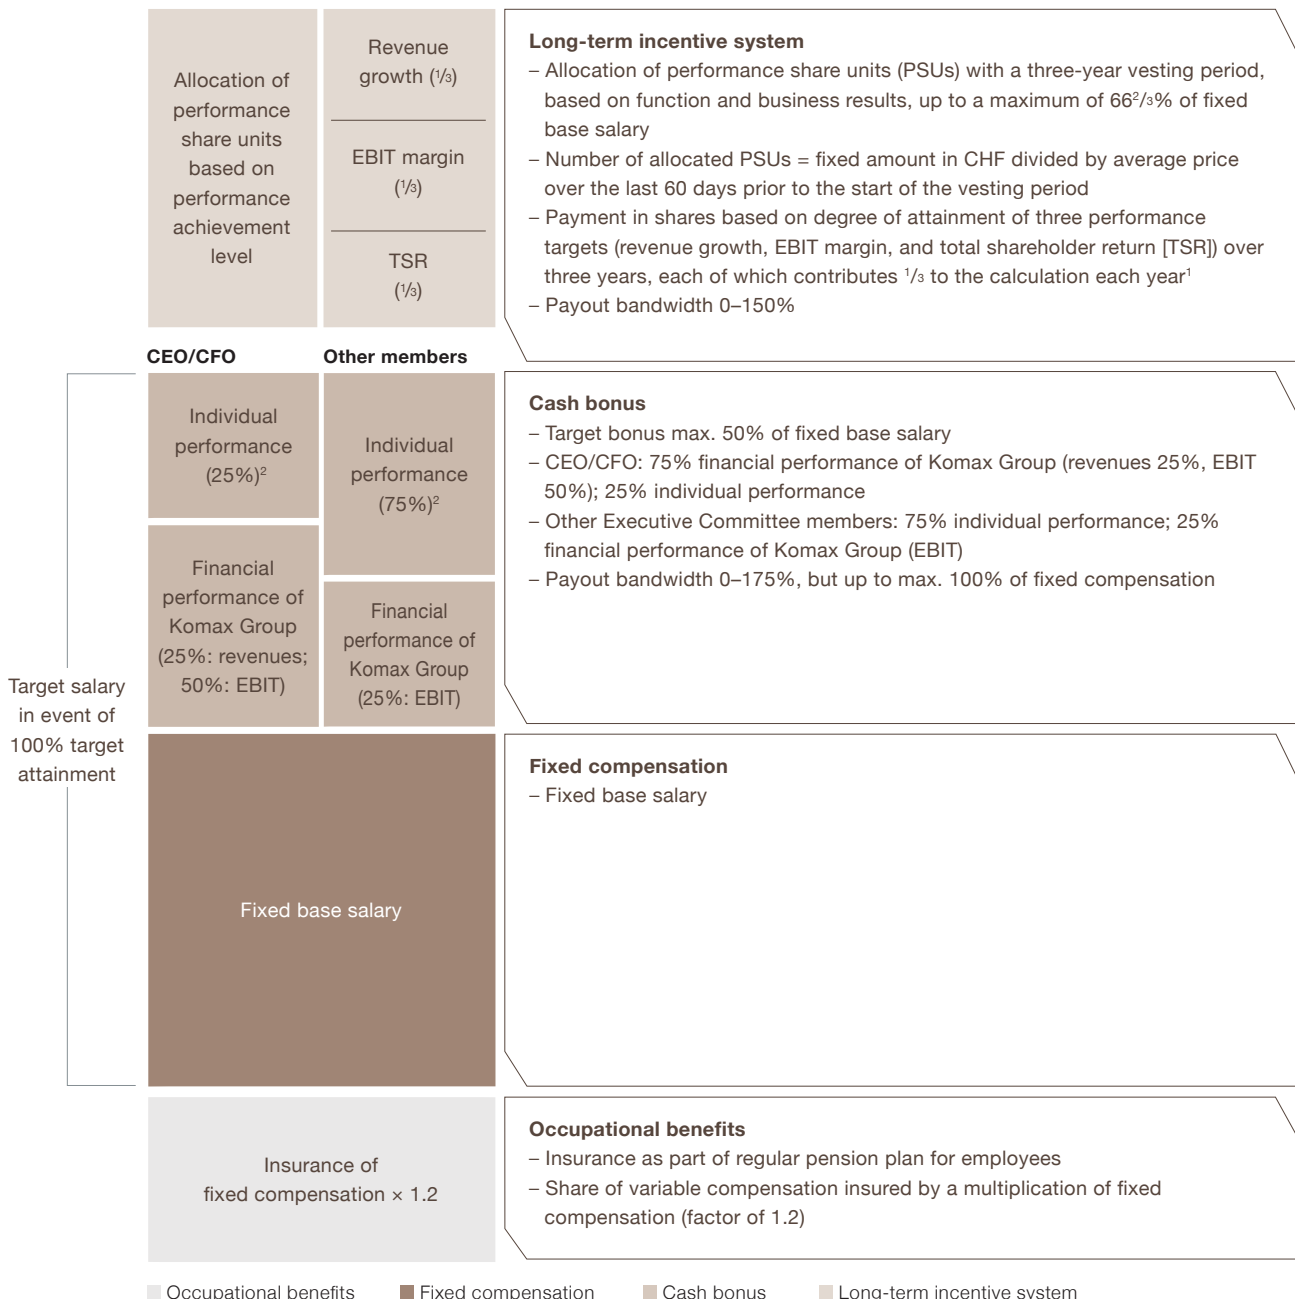 Allocation of
performance
share units
based on
performance
achievement
level
Revenue
growth (1/3)
EBIT margin
(1/3)
TSR
(1/3)
Long-term incentive system
– Allocation of performance share units (PSUs) with a three-year vesting period,
based on function and business results, up to a maximum of 66 2/3% of fixed
base salary
– Number of allocated PSUs = fixed amount in CHF divided by average price
over the last 60 days prior to the start of the vesting period
– Payment in shares based on degree of attainment of three performance
targets (revenue growth, EBIT margin, and total shareholder return [TSR]) over
three years, each of which contributes 1/3 to the calculation each year¹
– Payout bandwidth 0–150%
CEO/CFO
Other members
Individual
performance
(25%)²
Financial
performance of
Komax Group
(25%: revenues;
50%: EBIT)
Individual
performance
(75%)²
Financial
performance of
Komax Group
(25%: EBIT)
Cash bonus
– Target bonus max. 50% of fixed base salary
– CEO/CFO: 75% financial performance of Komax Group (revenues 25%, EBIT
50%); 25% individual performance
– Other Executive Committee members: 75% individual performance; 25%
financial performance of Komax Group (EBIT)
– Payout bandwidth 0–175%, but up to max. 100% of fixed compensation
Target salary
in event of
100% target
attainment
Fixed base salary
Fixed compensation
– Fixed base salary
Insurance of
fixed compensation × 1.2
Occupational benefits
– Insurance as part of regular pension plan for employees
– Share of variable compensation insured by a multiplication of fixed
compensation (factor of 1.2)
Occupational benefits
Fixed compensation
Cash bonus
Long-term incentive system